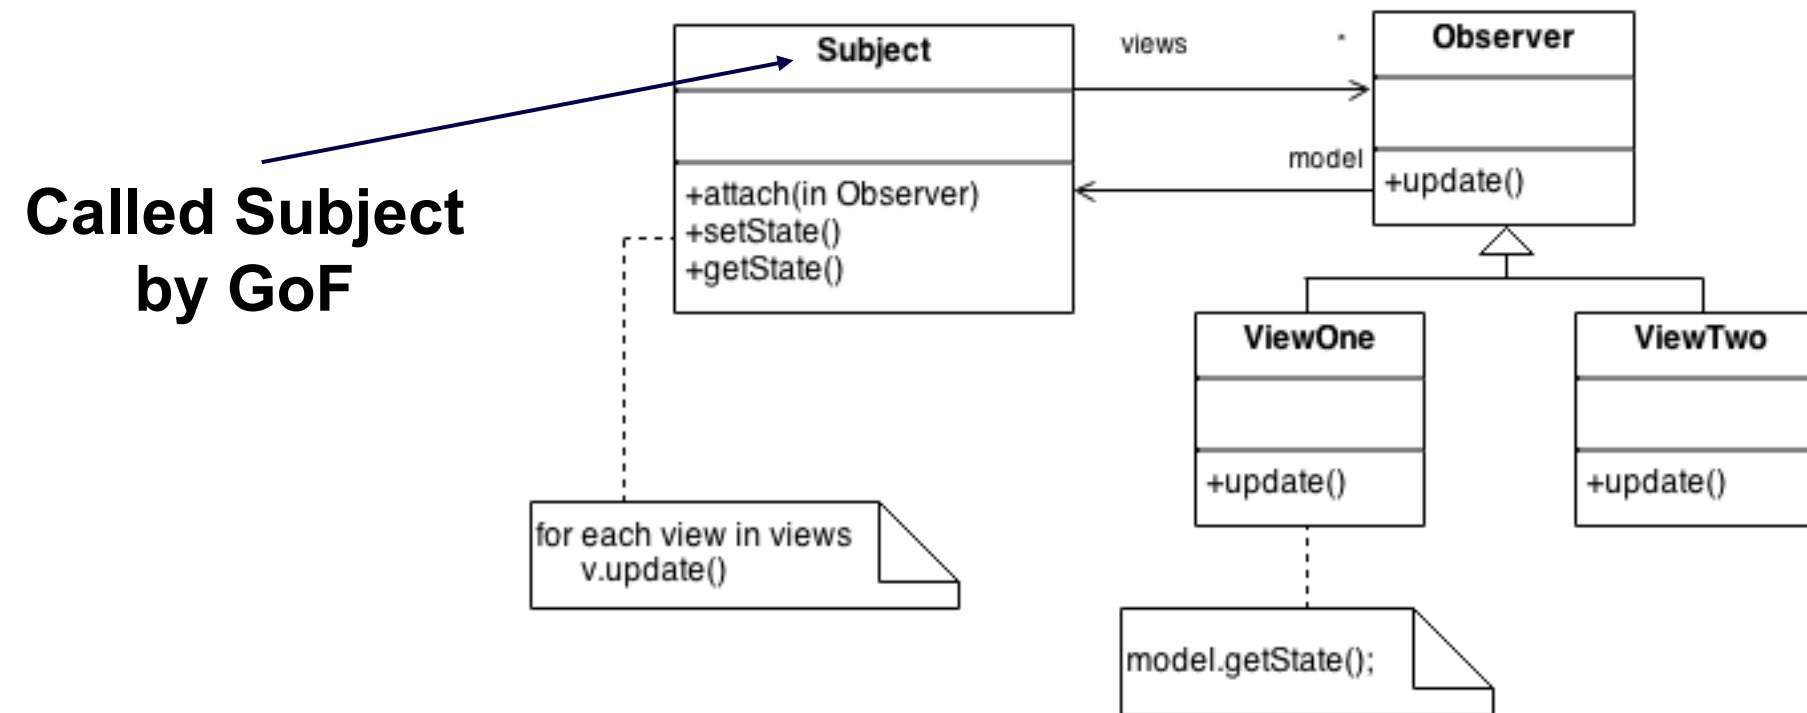 Called Subject
by GoF
Subject
+attach(in Observer)
+setState()
+getState()
views
*
model
Observer
+update()
ViewOne
+update()
ViewTwo
+update()
for each view in views
v.update()
model.getState();